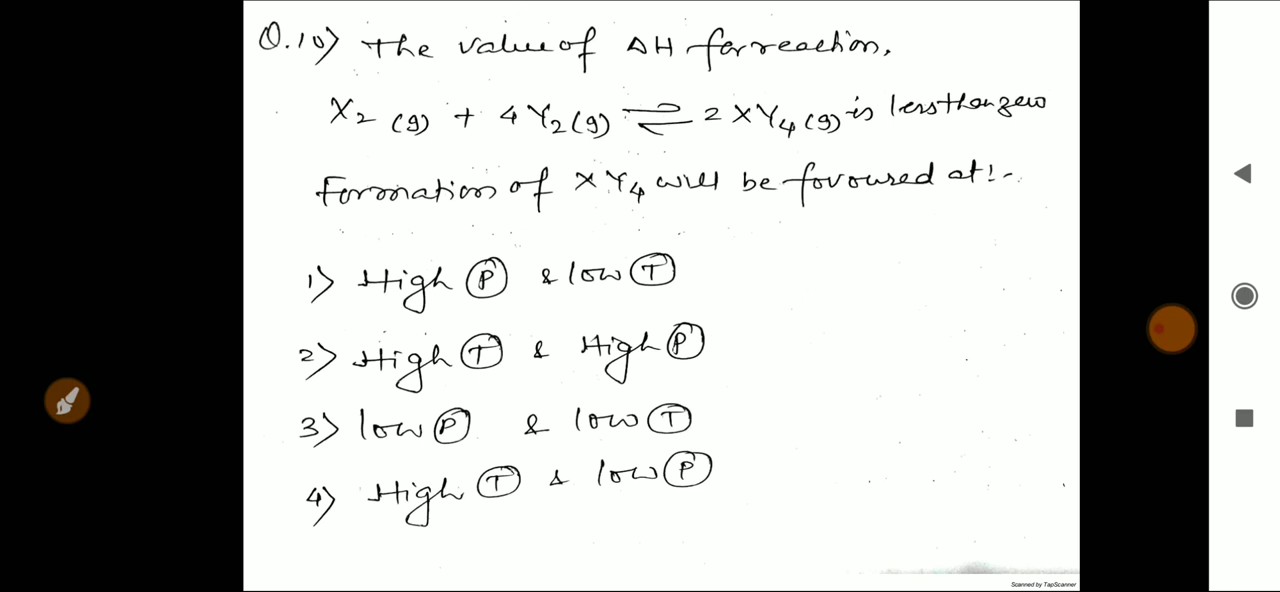 Q.10) The value of ΔH for reaction,
X₂ (g) + 4Y₂ (g) ⇌ 2XY₄ (g) is less than zero
Formation of XY₄ will be favoured at :-
1) High (P) & low (T)
2) High (T) & High (P)
3) low (P) & low (T)
4) High (T) & low (P)
Scanned by TapScanner